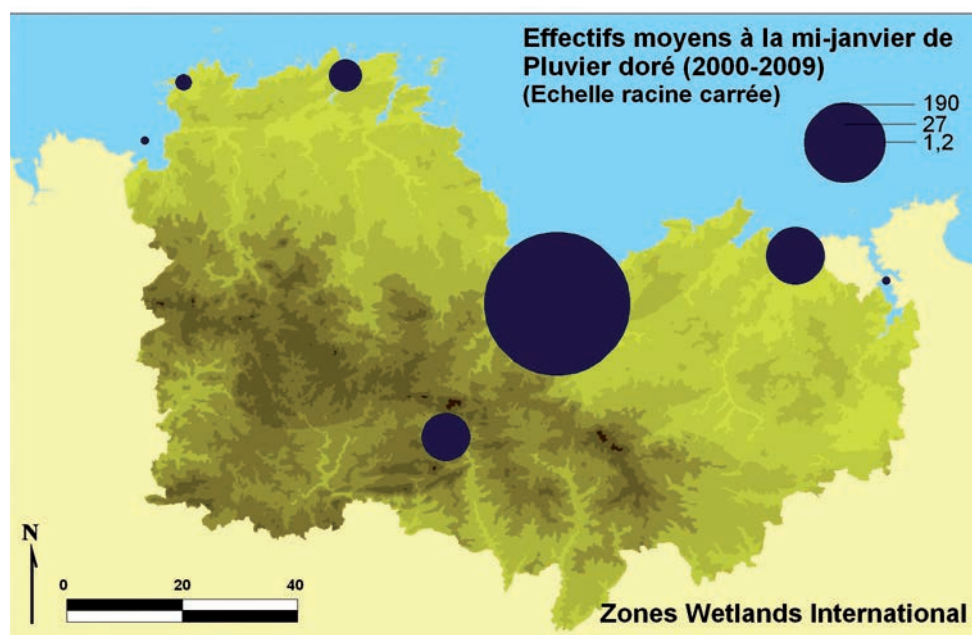 Effectifs moyens à la mi-janvier de
Pluvier doré (2000-2009)
(Echelle racine carrée)
190
27
1,2
N
0 20 40
Zones Wetlands International